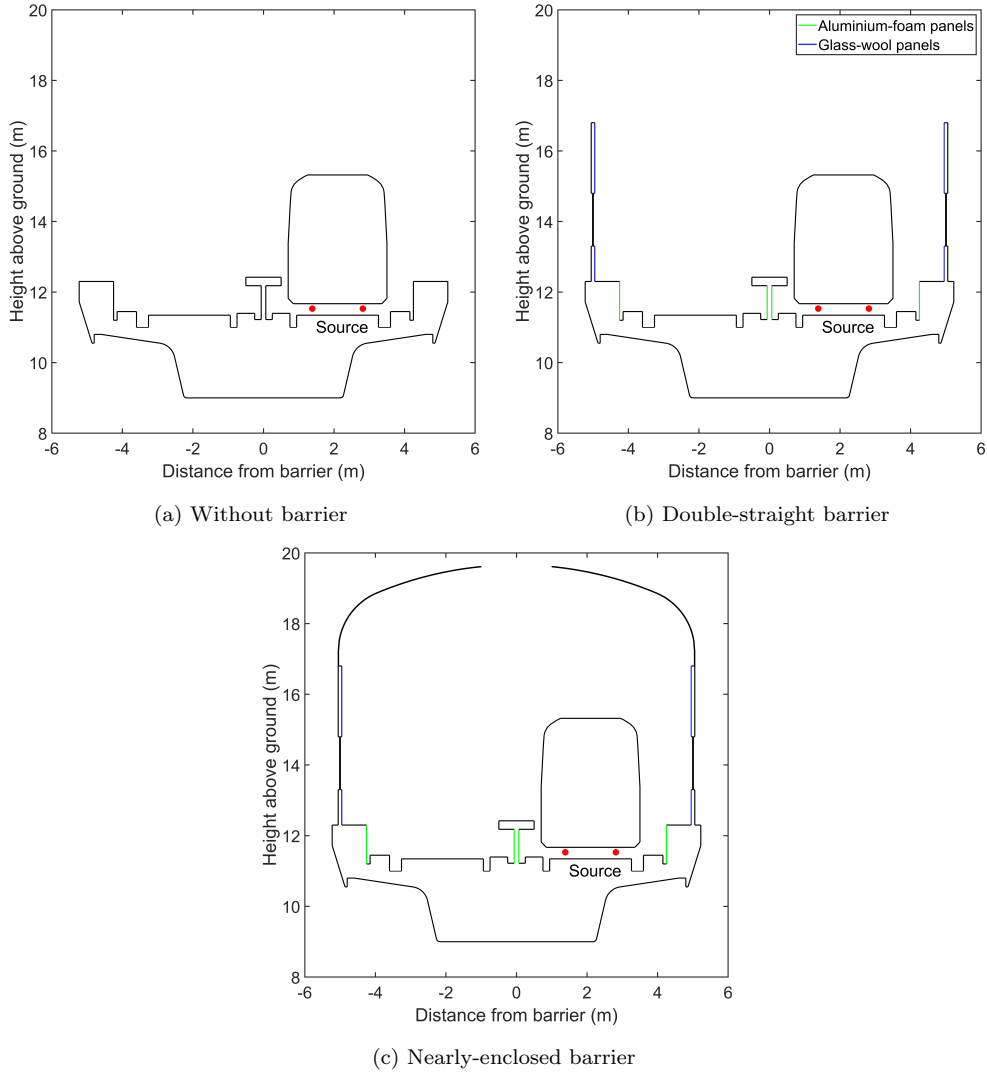 20
18
16
14
12
10
8
Height above ground (m)
Source
-6 -4 -2 0 2 4 6
Distance from barrier (m)
(a) Without barrier
Aluminium-foam panels
Glass-wool panels
20
18
16
14
12
10
8
Height above ground (m)
Source
-6 -4 -2 0 2 4 6
Distance from barrier (m)
(b) Double-straight barrier
20
18
16
14
12
10
8
Height above ground (m)
Source
-6 -4 -2 0 2 4 6
Distance from barrier (m)
(c) Nearly-enclosed barrier